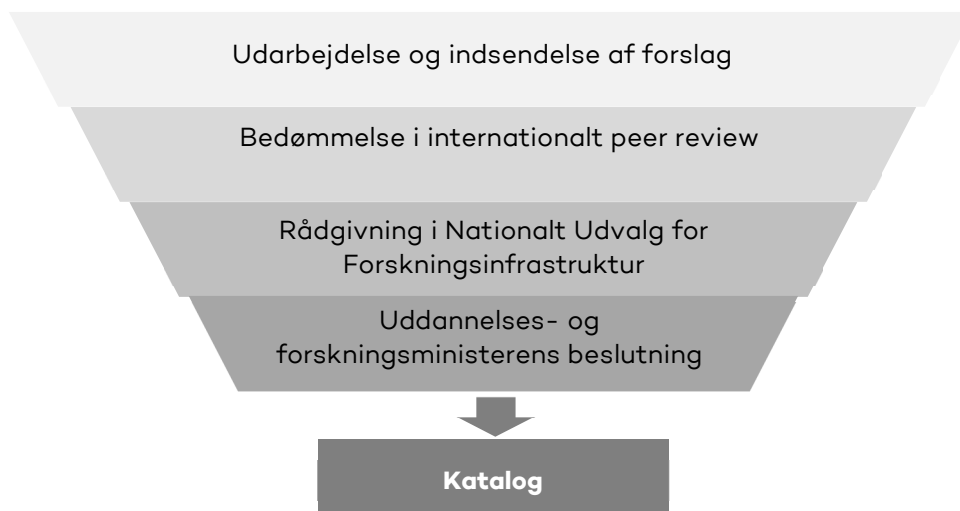 Udarbejdelse og indsendelse af forslag
Bedømmelse i internationalt peer review
Rådgivning i Nationalt Udvalg for
Forskningsinfrastruktur
Uddannelses- og
forskningsministerens beslutning
Katalog